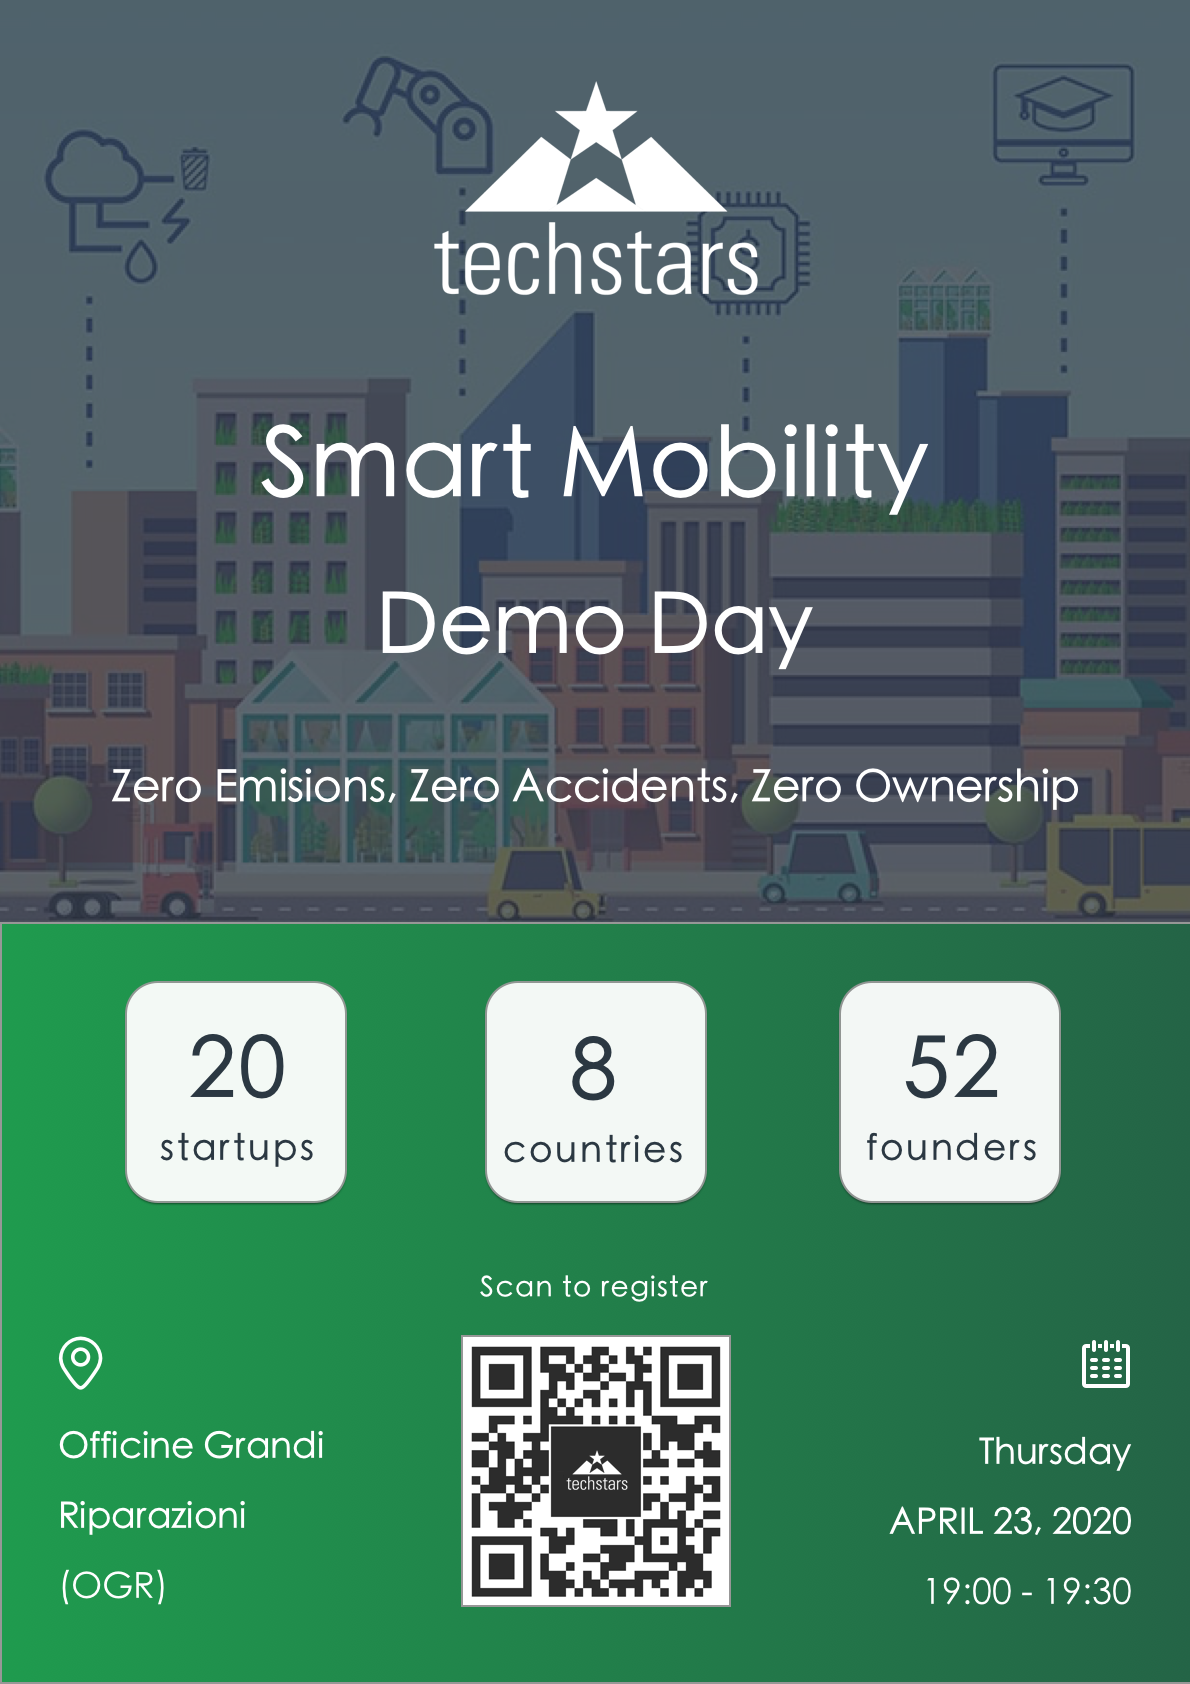 techstars
Smart Mobility
Demo Day
Zero Emisions, Zero Accidents, Zero Ownership
20
startups
8
countries
52
founders
Scan to register
Officine Grandi
Riparazioni
(OGR)
techstars
Thursday
APRIL 23, 2020
19:00 - 19:30